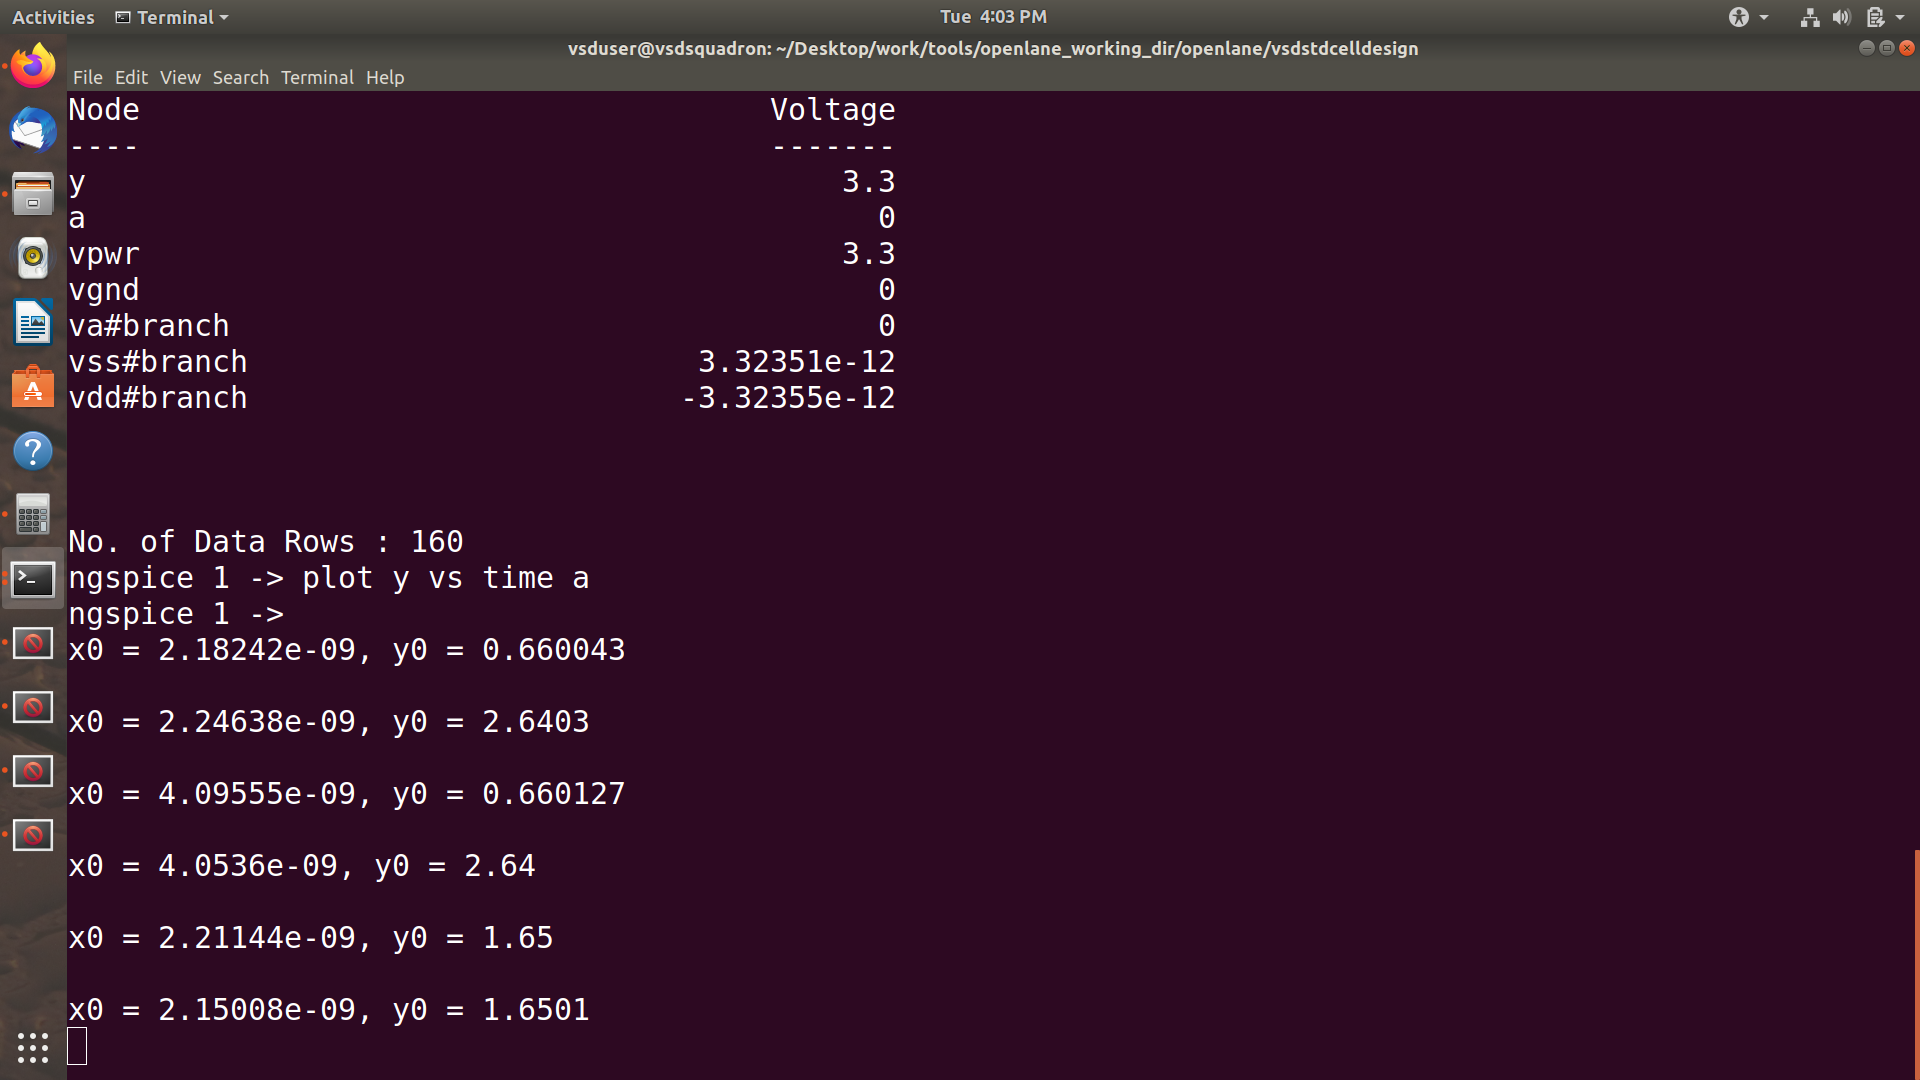 Activities Terminal Tue 4:03 PM
vsduser@vsdsquadron: ~/Desktop/work/tools/openlane_working_dir/openlane/vsdstdcelldesign
File Edit View Search Terminal Help
Node Voltage
---- -------
y 3.3
a 0
vpwr 3.3
vgnd 0
va#branch 0
vss#branch 3.32351e-12
vdd#branch -3.32355e-12
No. of Data Rows : 160
ngspice 1 -> plot y vs time a
ngspice 1 ->
x0 = 2.18242e-09, y0 = 0.660043
x0 = 2.24638e-09, y0 = 2.6403
x0 = 4.09555e-09, y0 = 0.660127
x0 = 4.0536e-09, y0 = 2.64
x0 = 2.21144e-09, y0 = 1.65
x0 = 2.15008e-09, y0 = 1.6501